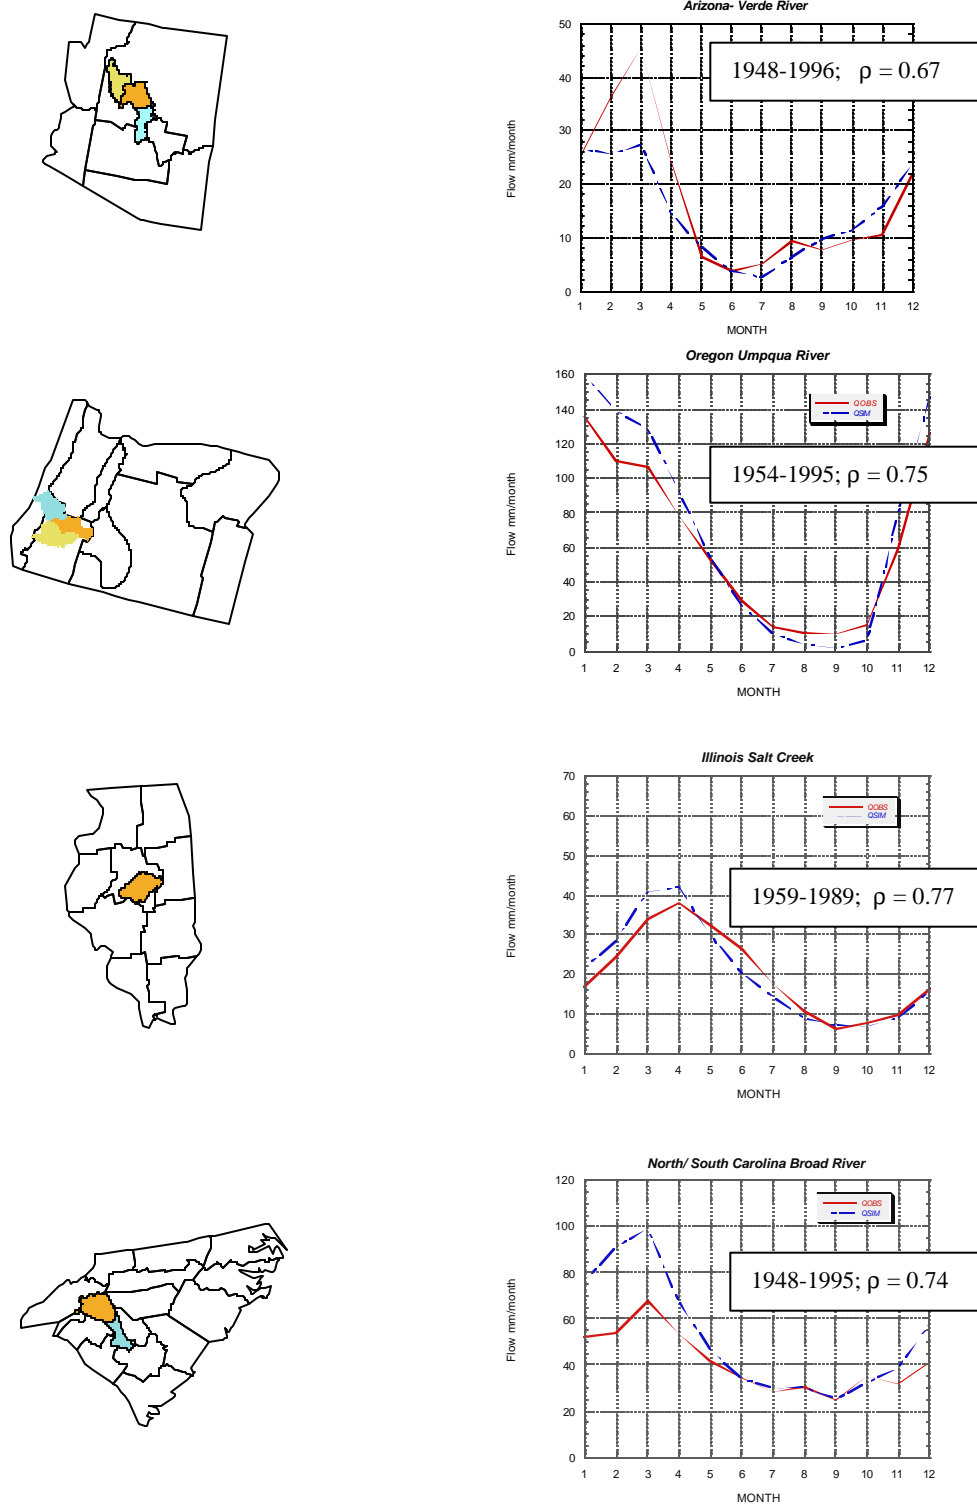 Arizona- Verde River
50
1948-1996; ρ = 0.67
40
30
20
10
0
Flow mm/month
1 2 3 4 5 6 7 8 9 10 11 12
MONTH
Oregon Umpqua River
160
QOBS
QSIM
140
120
1954-1995; ρ = 0.75
100
80
60
40
20
0
Flow mm/month
1 2 3 4 5 6 7 8 9 10 11 12
MONTH
Illinois Salt Creek
70
QOBS
QSIM
60
50
1959-1989; ρ = 0.77
40
30
20
10
0
Flow mm/month
1 2 3 4 5 6 7 8 9 10 11 12
MONTH
North/ South Carolina Broad River
120
QOBS
QSIM
100
1948-1995; ρ = 0.74
80
60
40
20
0
Flow mm/month
1 2 3 4 5 6 7 8 9 10 11 12
MONTH